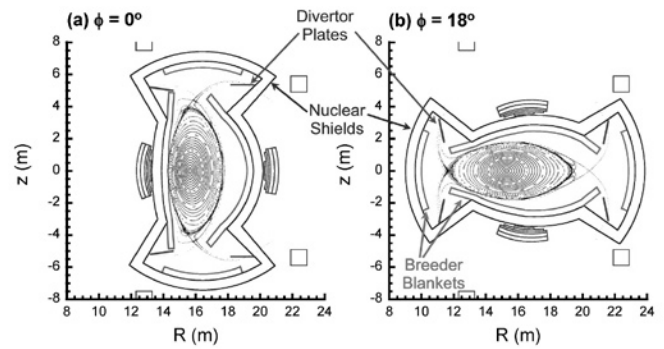 (a) ϕ = 0º
Divertor
Plates
(b) ϕ = 18º
Nuclear
Shields
Breeder
Blankets
z (m)
8
6
4
2
0
-2
-4
-6
-8
8 10 12 14 16 18 20 22 24
R (m)
z (m)
8
6
4
2
0
-2
-4
-6
-8
8 10 12 14 16 18 20 22 24
R (m)